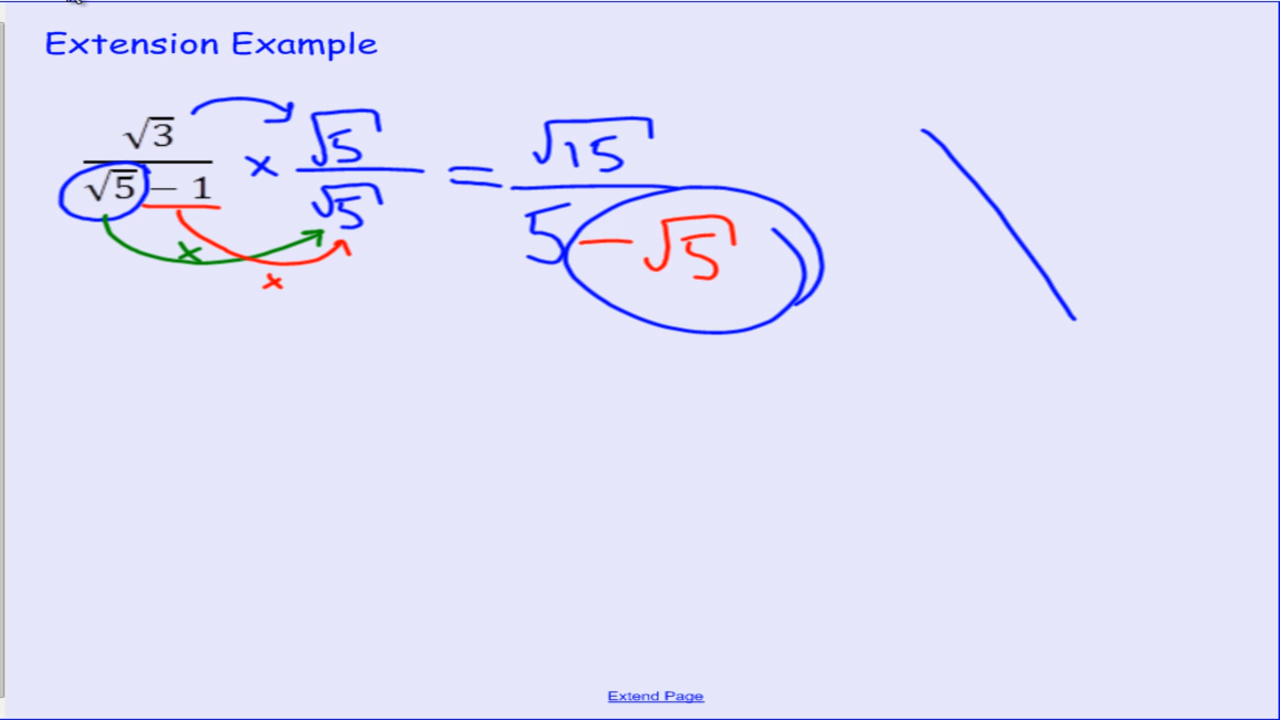 Extension Example
√3/(√5 − 1) × √5/√5 = √15/(5 − √5)
×
×
Extend Page